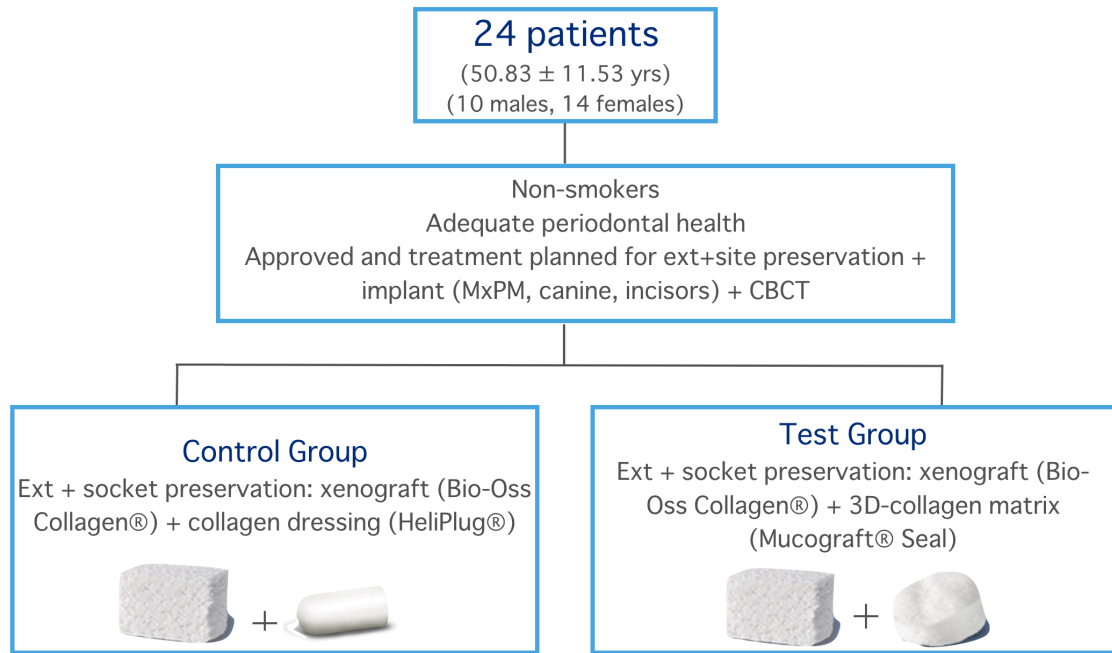 24 patients
(50.83 ± 11.53 yrs)
(10 males, 14 females)
Non-smokers
Adequate periodontal health
Approved and treatment planned for ext+site preservation +
implant (MxPM, canine, incisors) + CBCT
Control Group
Ext + socket preservation: xenograft (Bio-Oss
Collagen®) + collagen dressing (HeliPlug®)
+
Test Group
Ext + socket preservation: xenograft (Bio-
Oss Collagen®) + 3D-collagen matrix
(Mucograft® Seal)
+